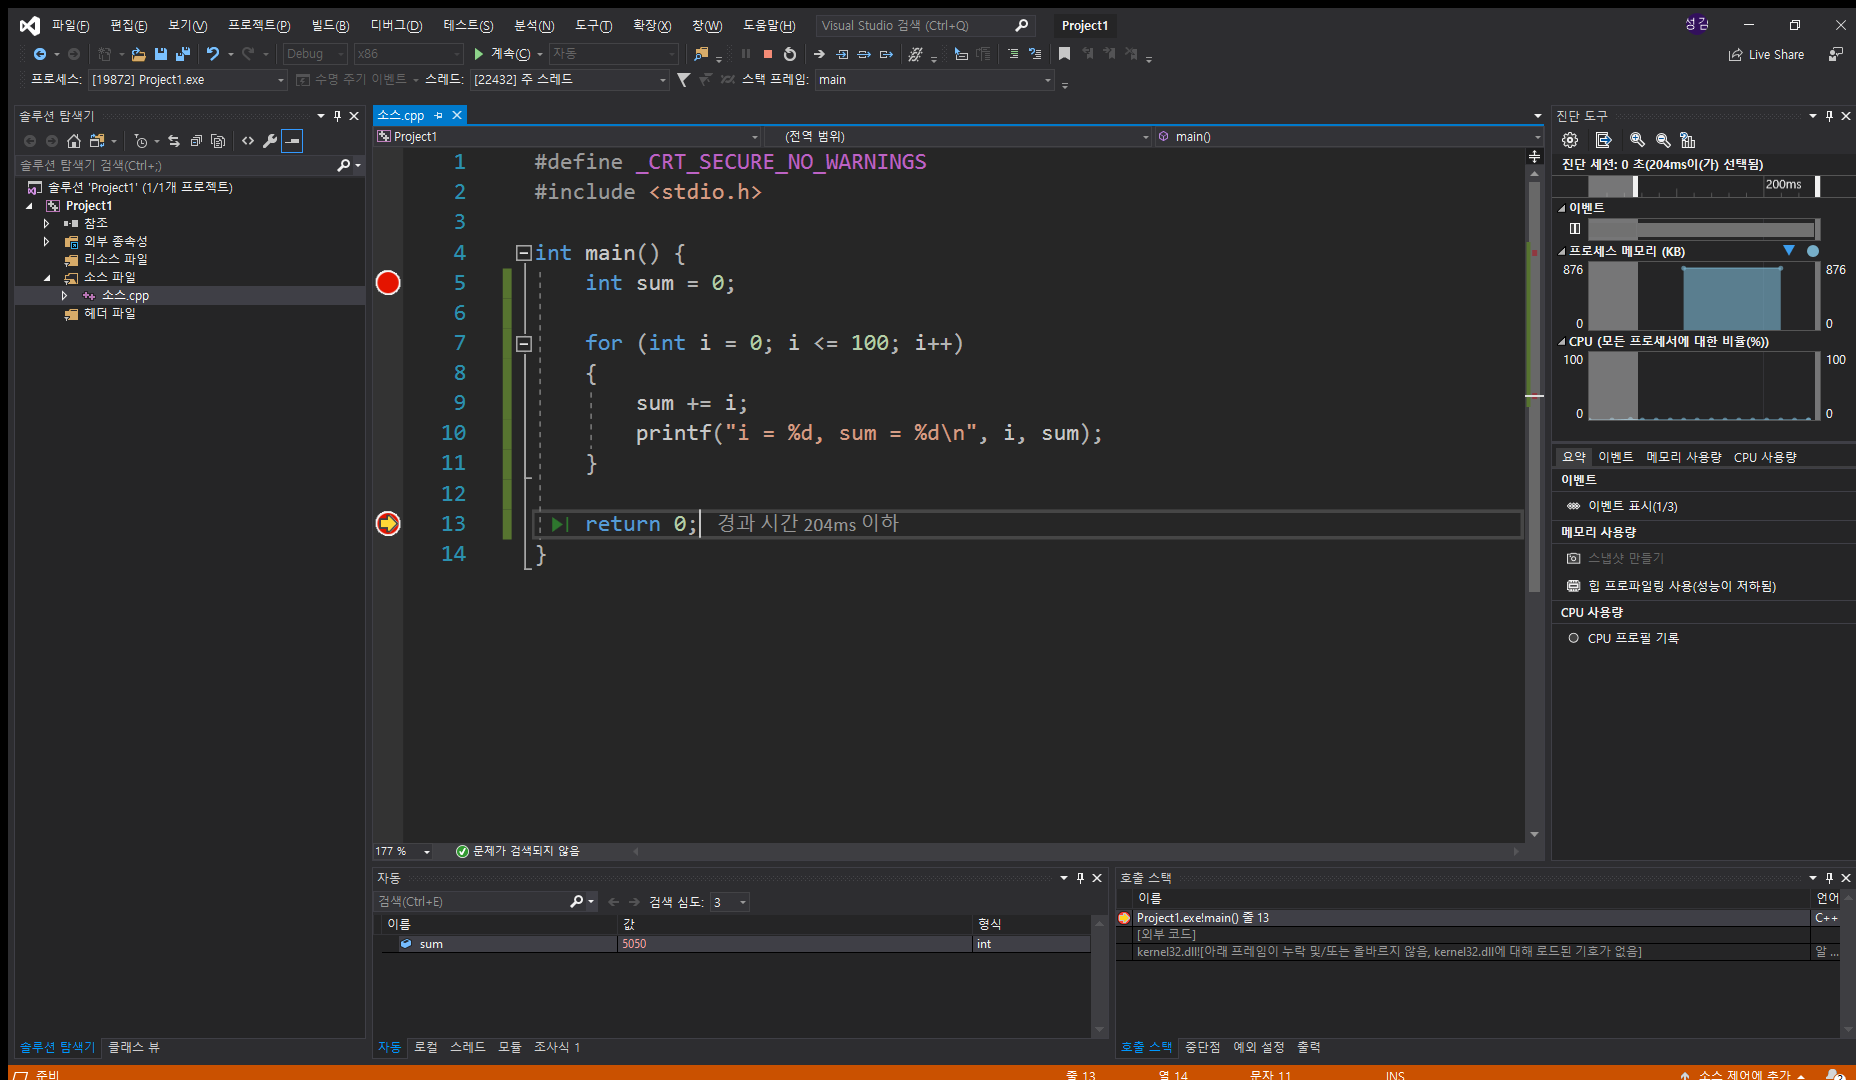 파일(F) 편집(E) 보기(V) 프로젝트(P) 빌드(B) 디버그(D) 테스트(S) 분석(N) 도구(T) 확장(X) 창(W) 도움말(H) Visual Studio 검색 (Ctrl+Q) Project1 성김
Debug x86 계속(C) 자동 Live Share
프로세스: [19872] Project1.exe 수명 주기 이벤트 스레드: [22432] 주 스레드 스택 프레임: main
솔루션 탐색기
솔루션 탐색기 검색(Ctrl+;)
솔루션 'Project1' (1/1개 프로젝트)
Project1
참조
외부 종속성
리소스 파일
소스 파일
소스.cpp
헤더 파일
솔루션 탐색기 클래스 뷰
소스.cpp
Project1 (전역 범위) main()
1 #define _CRT_SECURE_NO_WARNINGS
2 #include <stdio.h>
3
4 int main() {
5 int sum = 0;
6
7 for (int i = 0; i <= 100; i++)
8 {
9 sum += i;
10 printf("i = %d, sum = %d\n", i, sum);
11 }
12
13 return 0; 경과 시간 204ms 이하
14 }
177 % 문제가 검색되지 않음
자동
검색(Ctrl+E) 검색 심도: 3
이름 값 형식
sum 5050 int
자동 로컬 스레드 모듈 조사식 1
호출 스택
이름 언어
Project1.exe!main() 줄 13 C++
[외부 코드]
kernel32.dll![아래 프레임이 누락 및/또는 올바르지 않음, kernel32.dll에 대해 로드된 기호가 없음] 알 ...
호출 스택 중단점 예외 설정 출력
진단 도구
진단 세션: 0 초(204ms이(가) 선택됨)
200ms
이벤트
프로세스 메모리 (KB)
876 876
0 0
CPU (모든 프로세서에 대한 비율(%))
100 100
0 0
요약 이벤트 메모리 사용량 CPU 사용량
이벤트
이벤트 표시(1/3)
메모리 사용량
스냅샷 만들기
힙 프로파일링 사용(성능이 저하됨)
CPU 사용량
CPU 프로필 기록
준비 줄 13 열 14 문자 11 INS 소스 제어에 추가